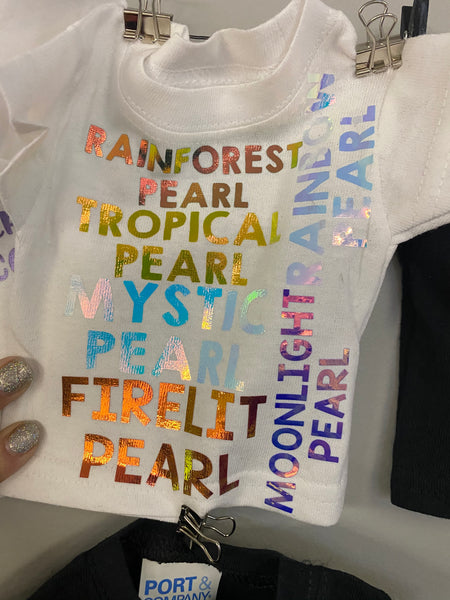 RAINFOREST
PEARL
TROPICAL
PEARL
MYSTIC
PEARL
FIRELIT
PEARL
RAINBOW
PEARL
MOONLIGHT
PEARL
PORT &
COMPANY